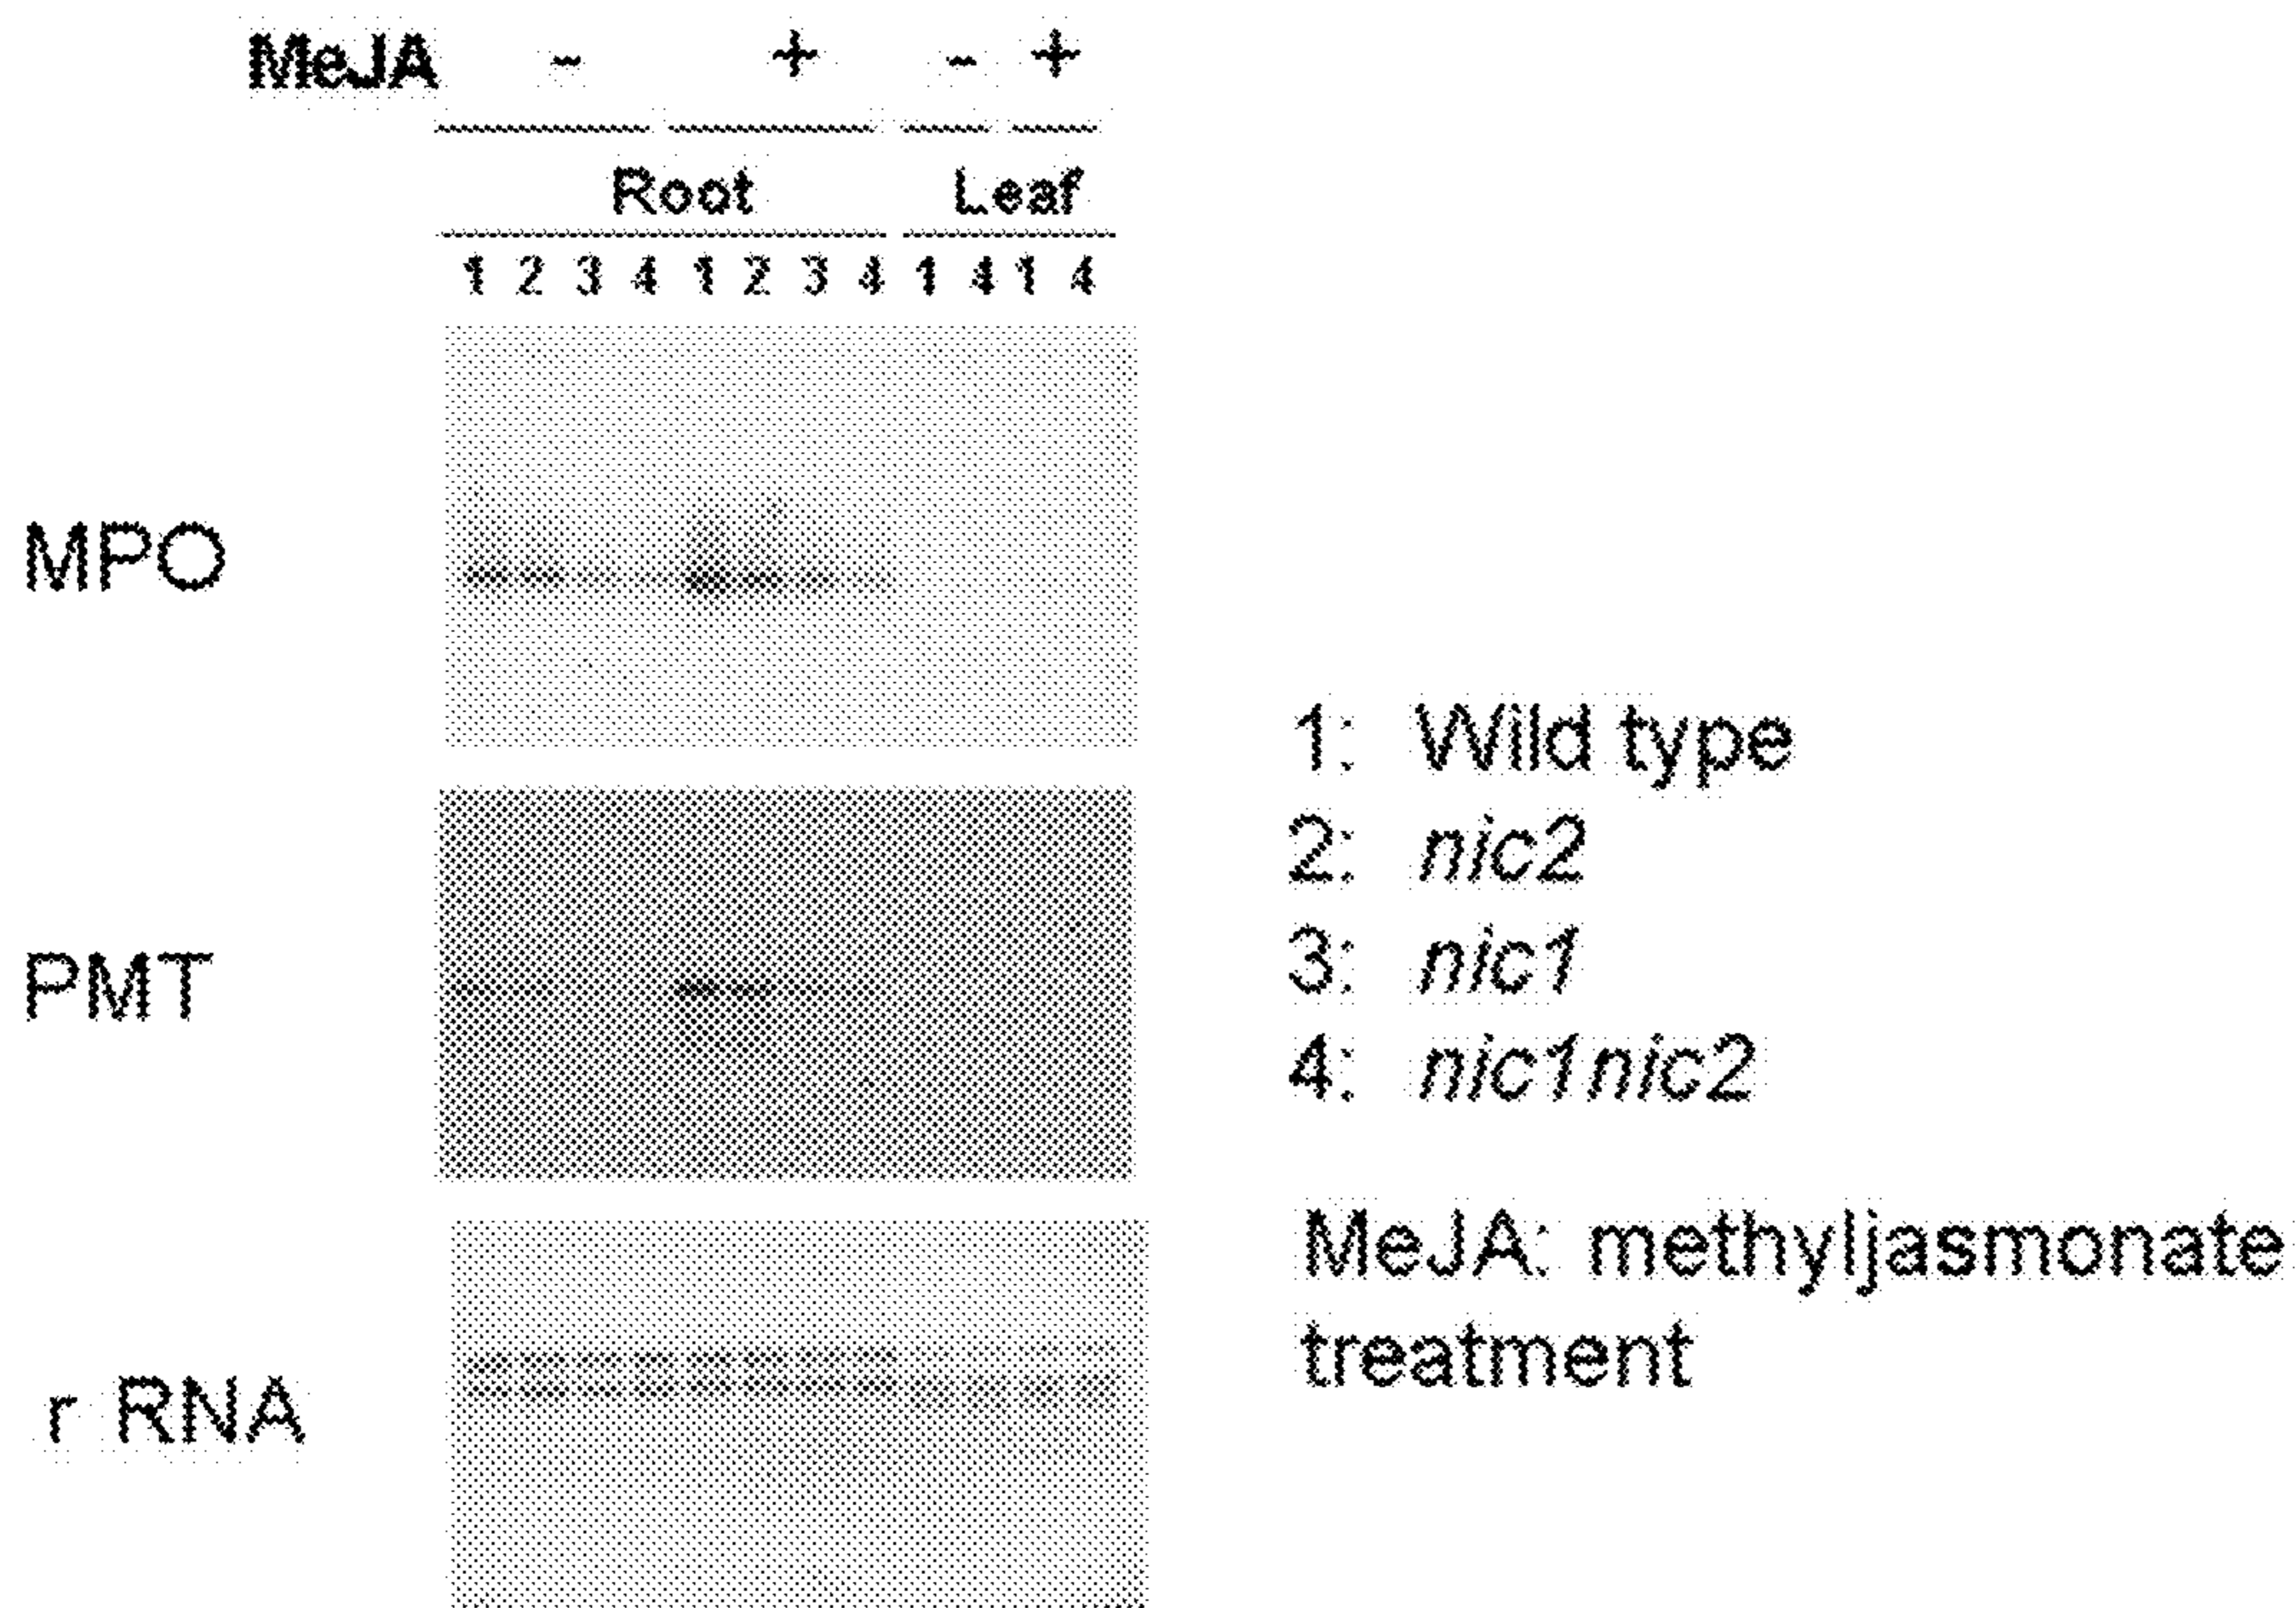 MeJA - + - +
Root Leaf
1 2 3 4 1 2 3 4 1 4 1 4
MPO
PMT
r RNA
1: Wild type
2: nic2
3: nic1
4: nic1nic2
MeJA: methyljasmonate
treatment